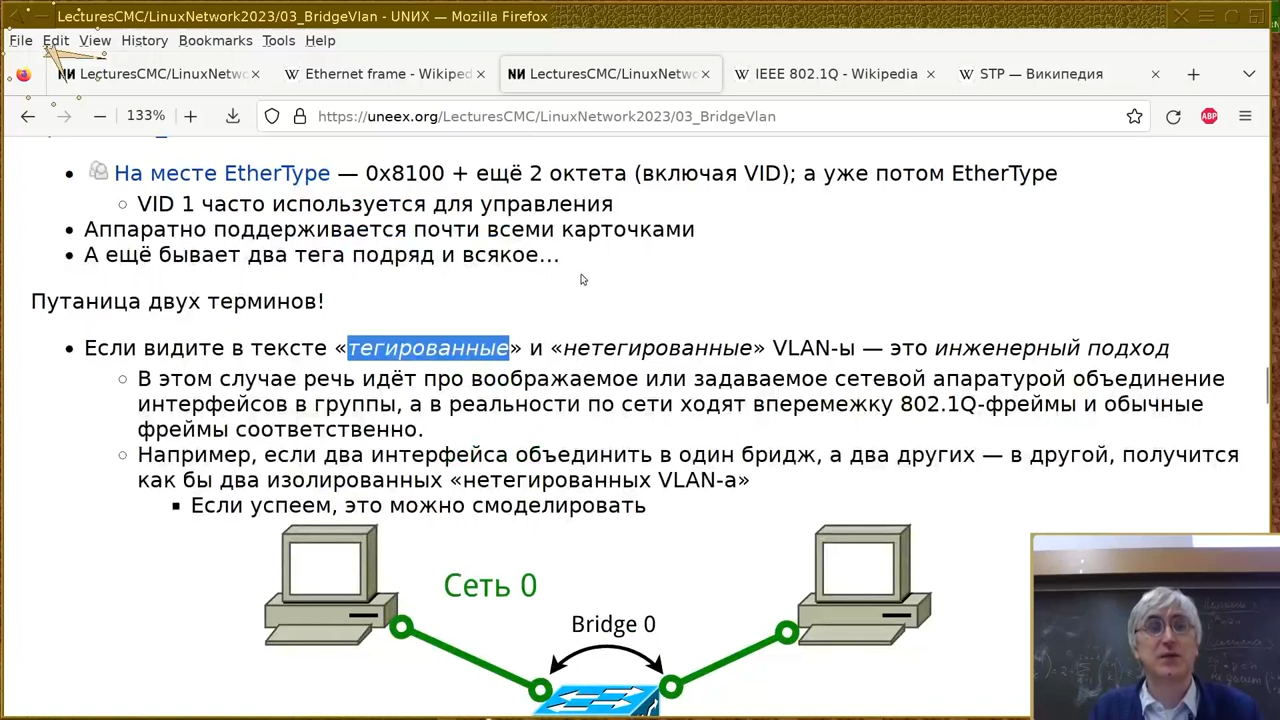 LecturesCMC/LinuxNetwork2023/03_BridgeVlan - UNИX — Mozilla Firefox
File Edit View History Bookmarks Tools Help
LecturesCMC/LinuxNetwo
Ethernet frame - Wikiped
LecturesCMC/LinuxNetwo
IEEE 802.1Q - Wikipedia
STP — Википедия
133%
https://uneex.org/LecturesCMC/LinuxNetwork2023/03_BridgeVlan
ABP
На месте EtherType — 0x8100 + ещё 2 октета (включая VID); а уже потом EtherType
VID 1 часто используется для управления
Аппаратно поддерживается почти всеми карточками
А ещё бывает два тега подряд и всякое…
Путаница двух терминов!
Если видите в тексте «тегированные» и «нетегированные» VLAN-ы — это инженерный подход
В этом случае речь идёт про воображаемое или задаваемое сетевой апаратурой объединение
интерфейсов в группы, а в реальности по сети ходят вперемежку 802.1Q-фреймы и обычные
фреймы соответственно.
Например, если два интерфейса объединить в один бридж, а два других — в другой, получится
как бы два изолированных «нетегированных VLAN-а»
Если успеем, это можно смоделировать
Сеть 0
Bridge 0